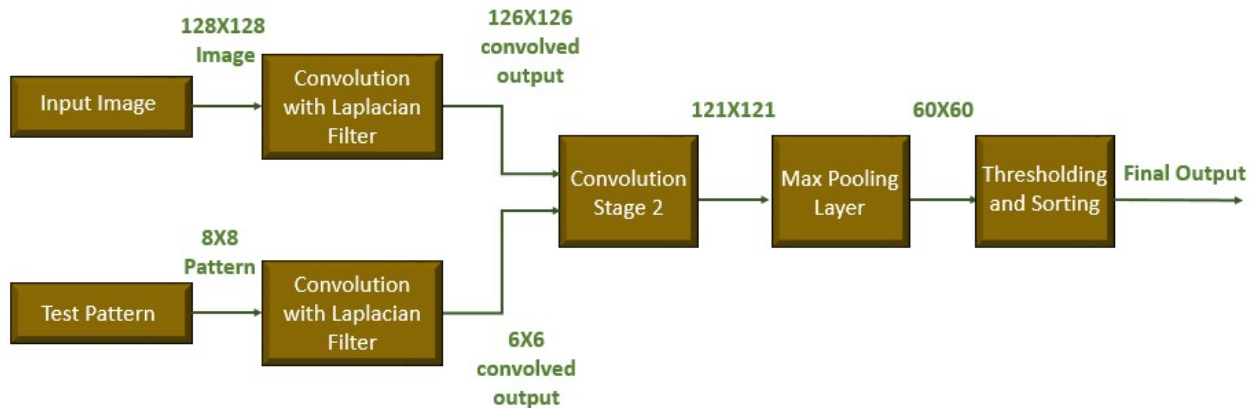 128X128
Image
126X126
convolved
output
Input Image
Convolution
with Laplacian
Filter
121X121
60X60
Convolution
Stage 2
Max Pooling
Layer
Thresholding
and Sorting
Final Output
8X8
Pattern
Test Pattern
Convolution
with Laplacian
Filter
6X6
convolved
output